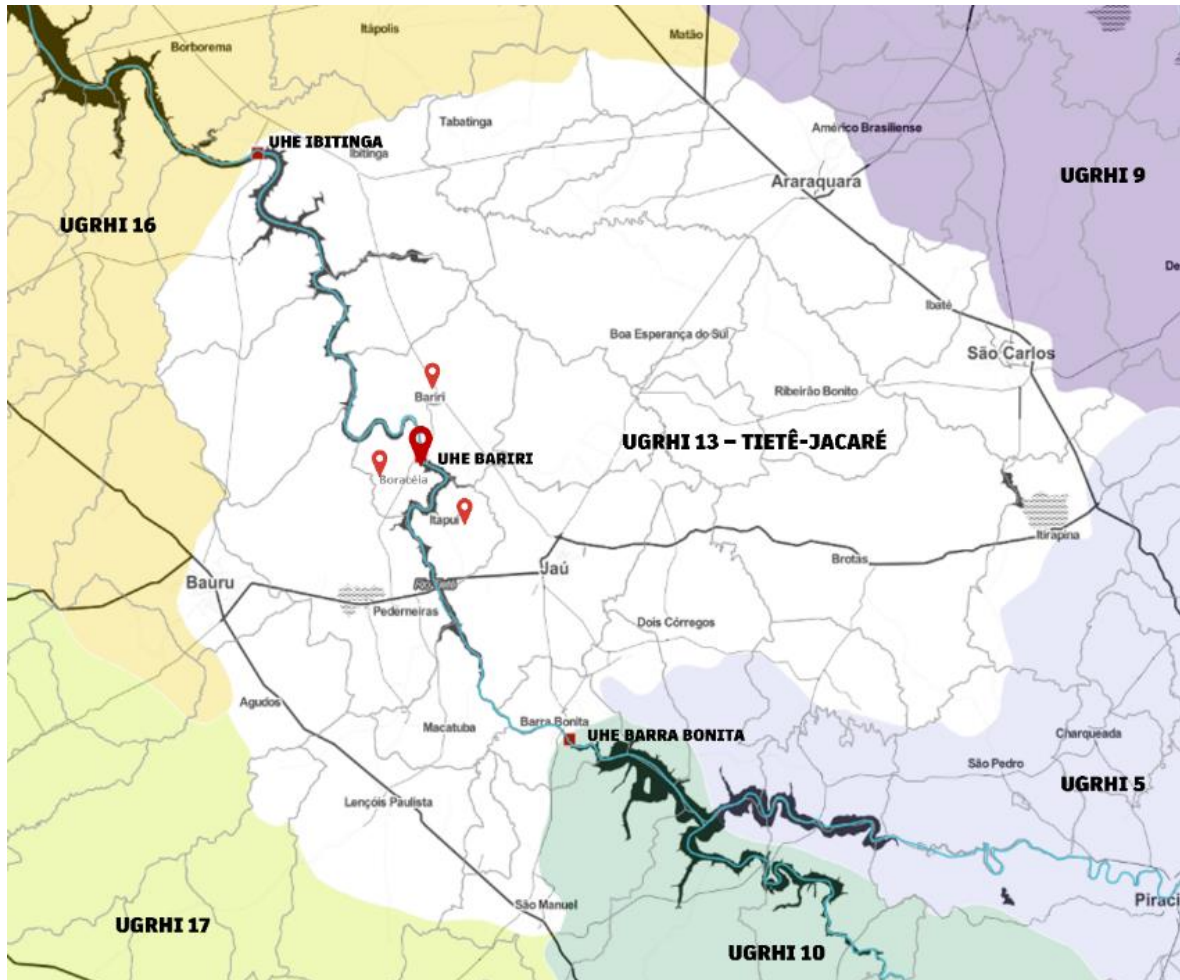 Itápolis
Matão
Borborema
Tabatinga
Américo Brasiliense
UHE IBITINGA
Ibitinga
Araraquara
UGRHI 9
UGRHI 16
De
Ibaté
Boa Esperança do Sul
São Carlos
Bariri
Ribeirão Bonito
UGRHI 13 – TIETÊ-JACARÉ
UHE BARIRI
Boracéia
Itapuí
Itirapina
Brotas
Jaú
Bauru
Pederneiras
Dois Córregos
Agudos
Macatuba
Barra Bonita
UHE BARRA BONITA
Charqueada
São Pedro
UGRHI 5
Lençóis Paulista
Piraci
São Manuel
UGRHI 17
UGRHI 10